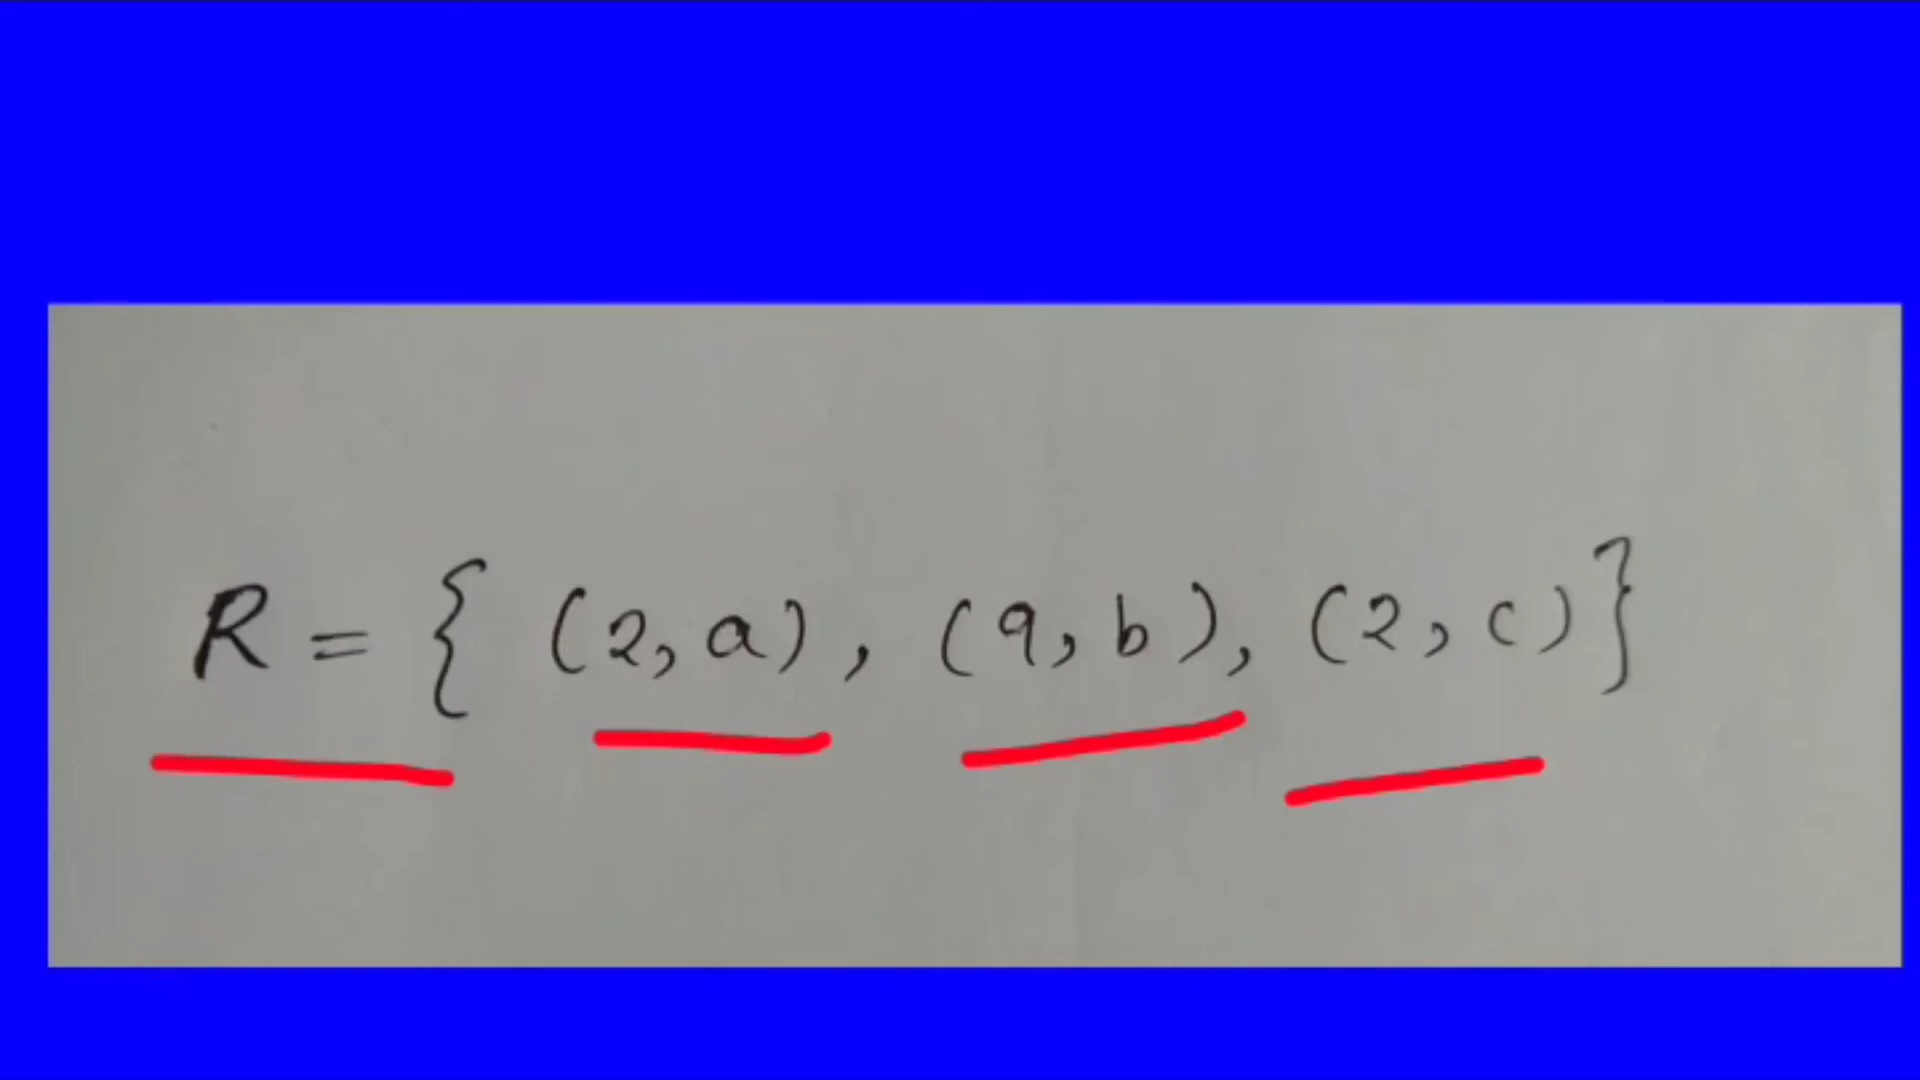 R = { (2, a), (9, b), (2, c)}